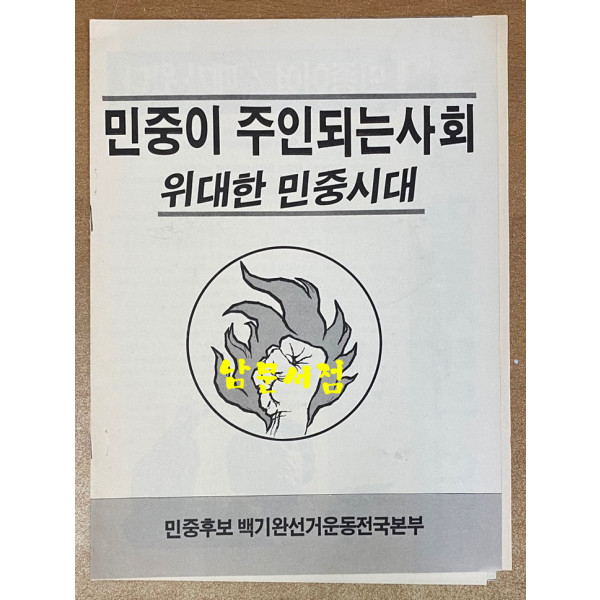 민중이 주인되는사회
위대한 민중시대
암문서점
민중후보 백기완선거운동전국본부